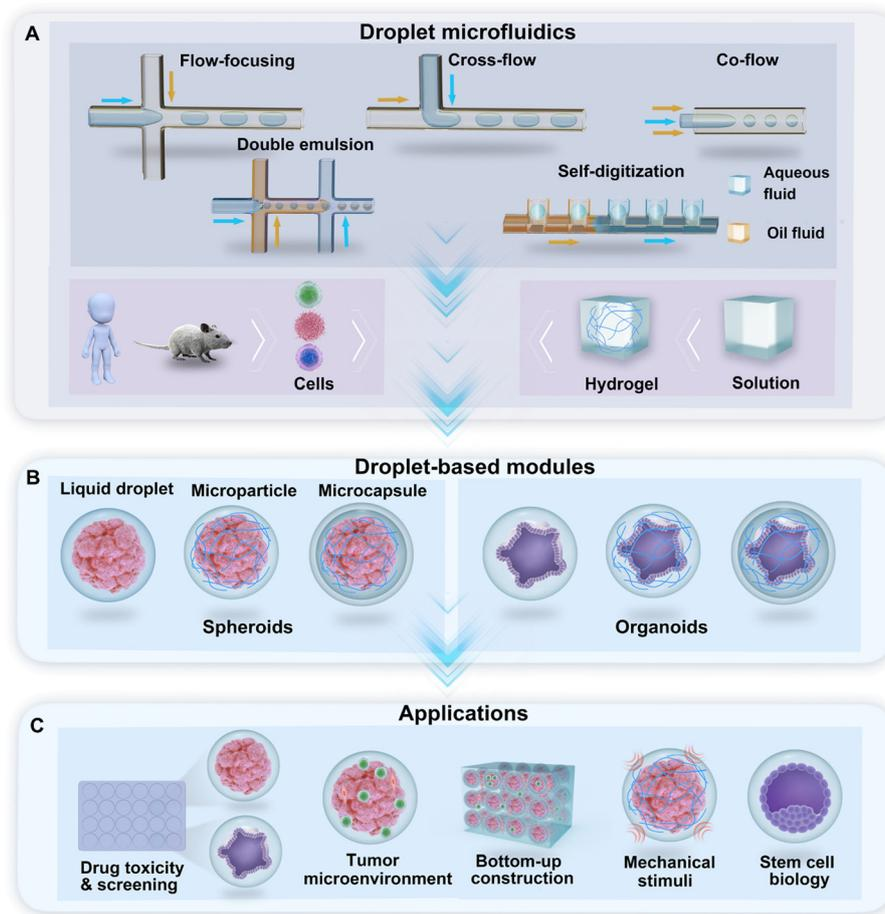 A
Droplet microfluidics
Flow-focusing
Cross-flow
Co-flow
Double emulsion
Self-digitization
Aqueous
fluid
Oil fluid
Cells
Hydrogel
Solution
B
Droplet-based modules
Liquid droplet
Microparticle
Microcapsule
Spheroids
Organoids
C
Applications
Drug toxicity
& screening
Tumor
microenvironment
Bottom-up
construction
Mechanical
stimuli
Stem cell
biology